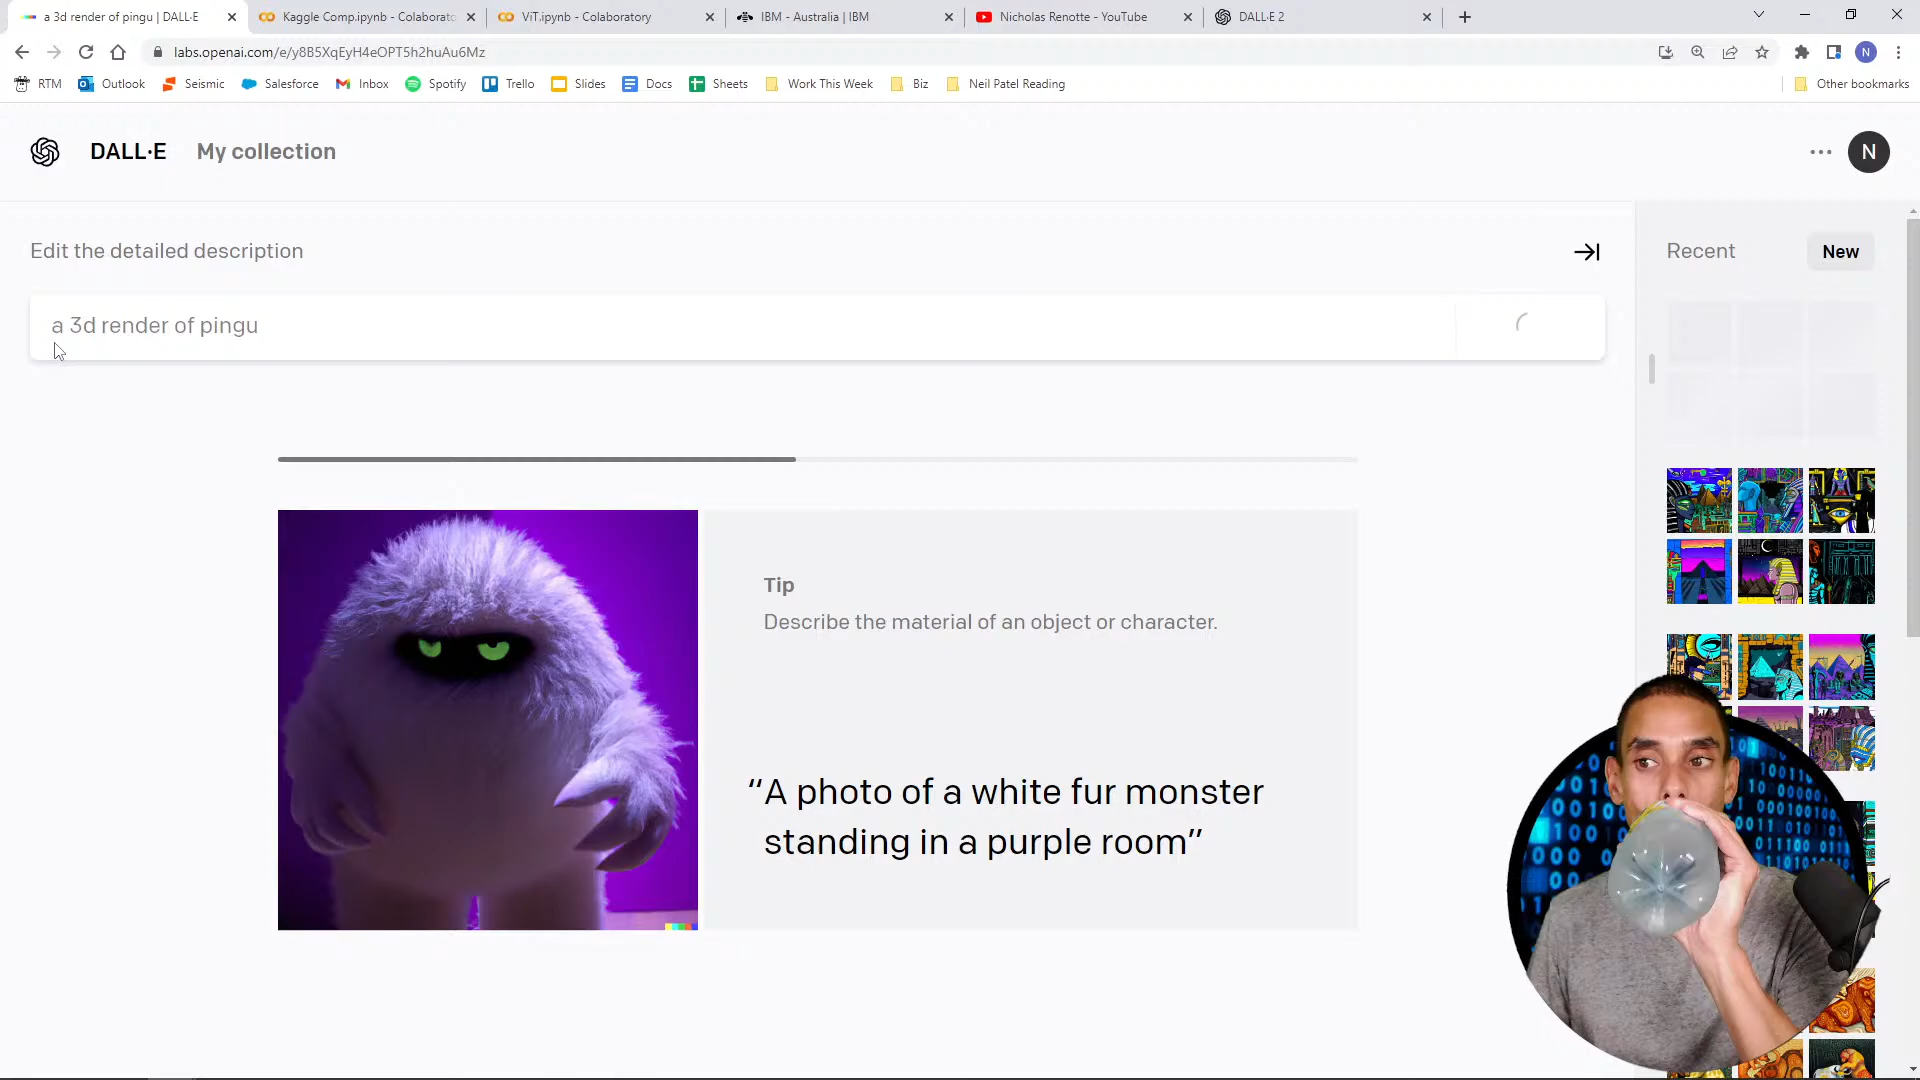 a 3d render of pingu | DALL·E
Kaggle Comp.ipynb - Colaborato
ViT.ipynb - Colaboratory
IBM - Australia | IBM
Nicholas Renotte - YouTube
DALL·E 2
labs.openai.com/e/y8B5XqEyH4eOPT5h2huAu6Mz
N
RTM
Outlook
Seismic
Salesforce
Inbox
Spotify
Trello
Slides
Docs
Sheets
Work This Week
Biz
Neil Patel Reading
Other bookmarks
DALL·E
My collection
N
Edit the detailed description
Recent
New
a 3d render of pingu
Tip
Describe the material of an object or character.
“A photo of a white fur monster
standing in a purple room”